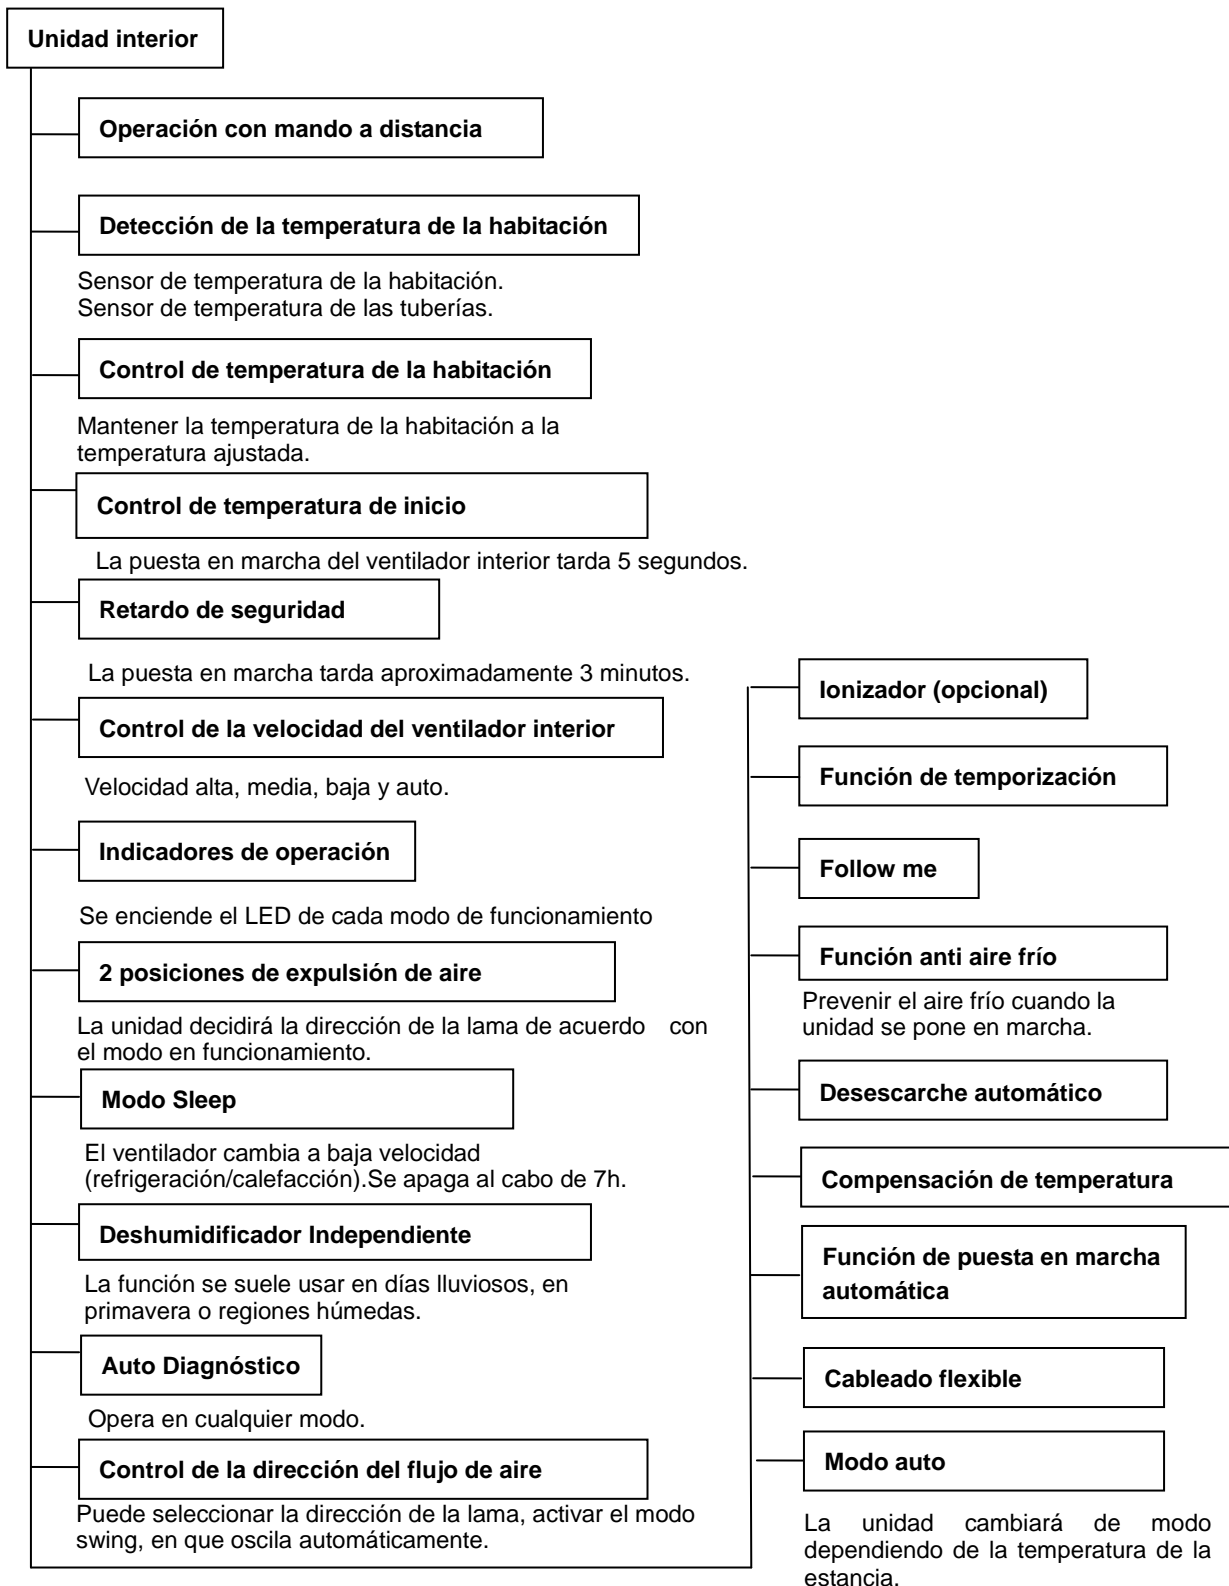 Unidad interior
Operación con mando a distancia
Detección de la temperatura de la habitación
Sensor de temperatura de la habitación.
Sensor de temperatura de las tuberías.
Control de temperatura de la habitación
Mantener la temperatura de la habitación a la
temperatura ajustada.
Control de temperatura de inicio
La puesta en marcha del ventilador interior tarda 5 segundos.
Retardo de seguridad
La puesta en marcha tarda aproximadamente 3 minutos.
Control de la velocidad del ventilador interior
Velocidad alta, media, baja y auto.
Indicadores de operación
Se enciende el LED de cada modo de funcionamiento
2 posiciones de expulsión de aire
La unidad decidirá la dirección de la lama de acuerdo con
el modo en funcionamiento.
Modo Sleep
El ventilador cambia a baja velocidad
(refrigeración/calefacción).Se apaga al cabo de 7h.
Deshumidificador Independiente
La función se suele usar en días lluviosos, en
primavera o regiones húmedas.
Auto Diagnóstico
Opera en cualquier modo.
Control de la dirección del flujo de aire
Puede seleccionar la dirección de la lama, activar el modo
swing, en que oscila automáticamente.
Ionizador (opcional)
Función de temporización
Follow me
Función anti aire frío
Prevenir el aire frío cuando la
unidad se pone en marcha.
Desescarche automático
Compensación de temperatura
Función de puesta en marcha
automática
Cableado flexible
Modo auto
La unidad cambiará de modo
dependiendo de la temperatura de la
estancia.